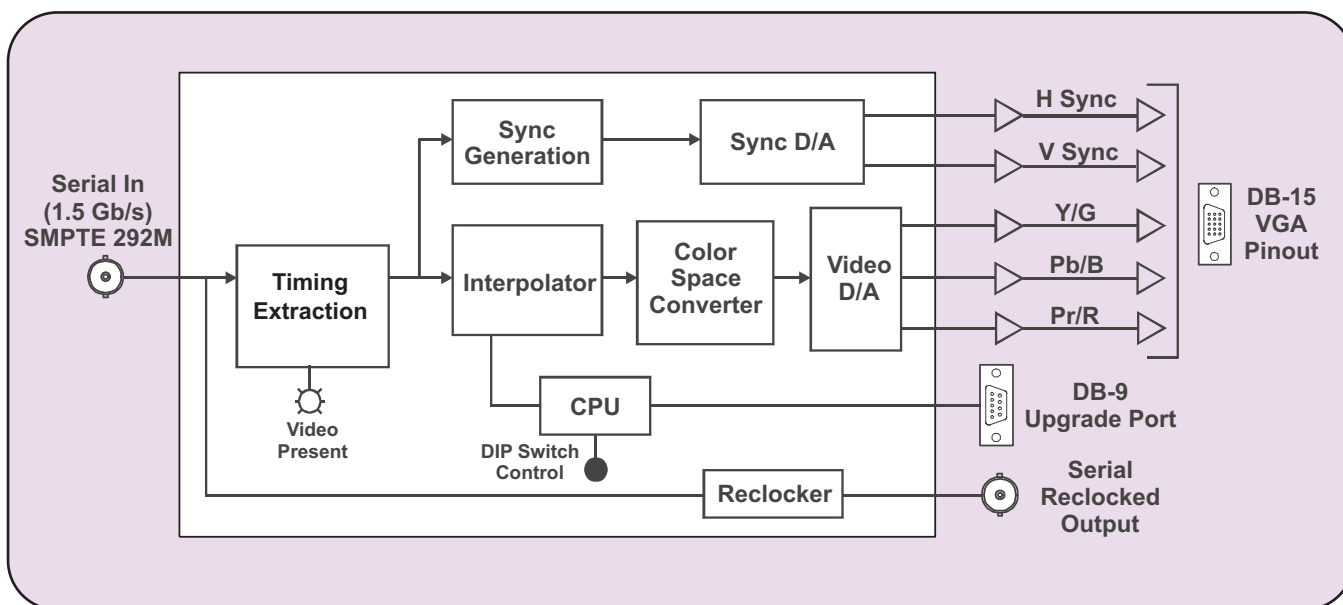 Serial In
(1.5 Gb/s)
SMPTE 292M
Timing
Extraction
Video
Present
Sync
Generation
Sync D/A
Interpolator
Color
Space
Converter
Video
D/A
CPU
DIP Switch
Control
Reclocker
H Sync
V Sync
Y/G
Pb/B
Pr/R
DB-15
VGA
Pinout
DB-9
Upgrade Port
Serial
Reclocked
Output